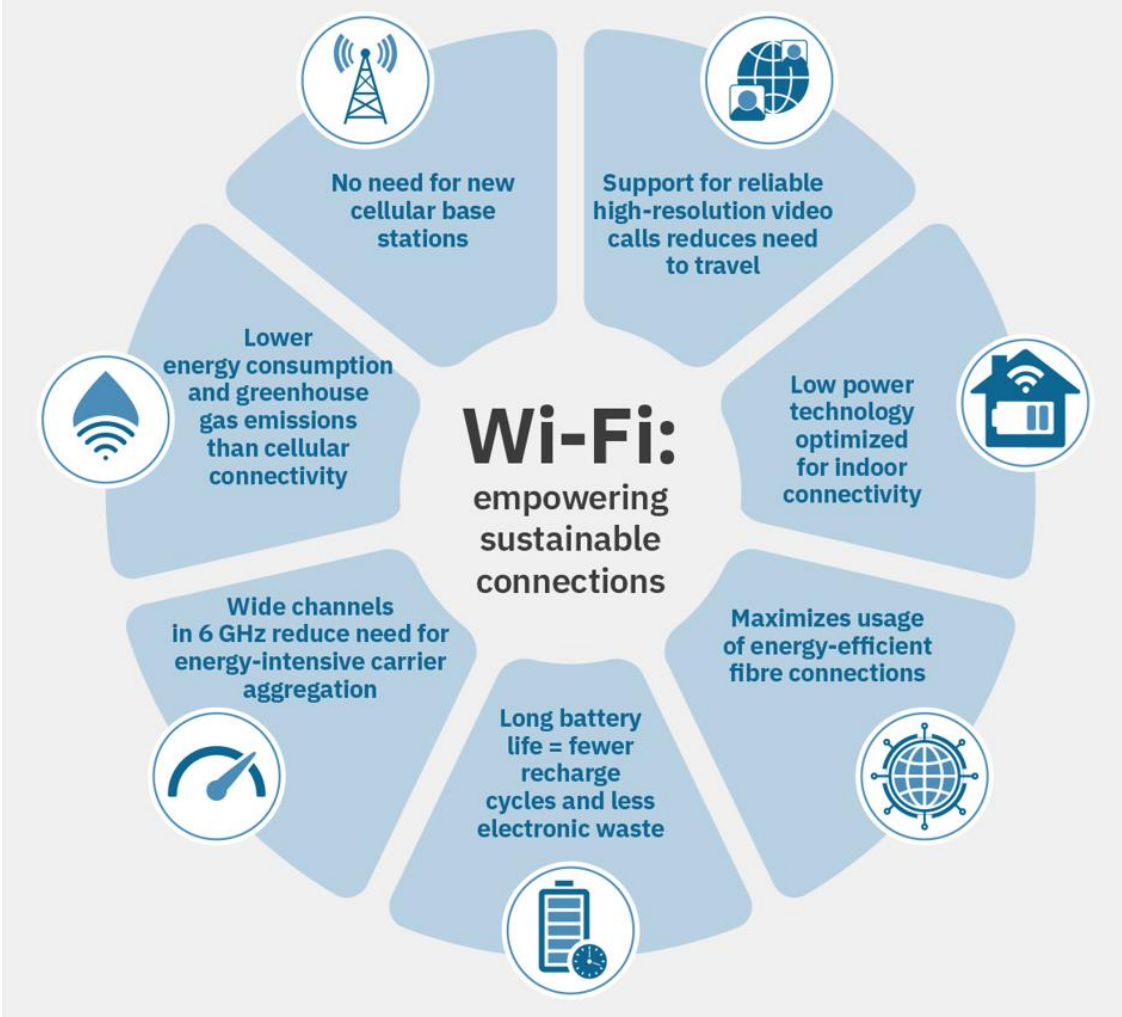 Wi-Fi:
empowering
sustainable
connections
No need for new
cellular base
stations
Support for reliable
high-resolution video
calls reduces need
to travel
Low power
technology
optimized
for indoor
connectivity
Maximizes usage
of energy-efficient
fibre connections
Long battery
life = fewer
recharge
cycles and less
electronic waste
Wide channels
in 6 GHz reduce need for
energy-intensive carrier
aggregation
Lower
energy consumption
and greenhouse
gas emissions
than cellular
connectivity